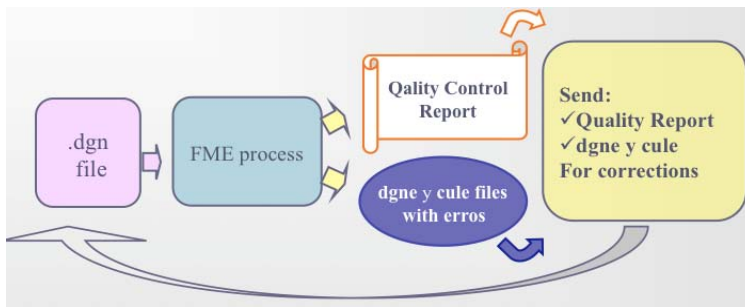 .dgn
file
FME process
Qality Control
Report
dgne y cule files
with erros
Send:
✓Quality Report
✓dgne y cule
For corrections